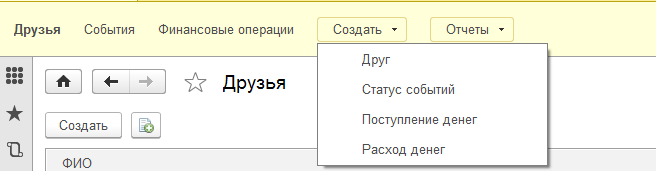 Друзья События Финансовые операции Создать Отчеты
Друг
Друзья
Статус событий
Создать
Поступление денег
Расход денег
ФИО